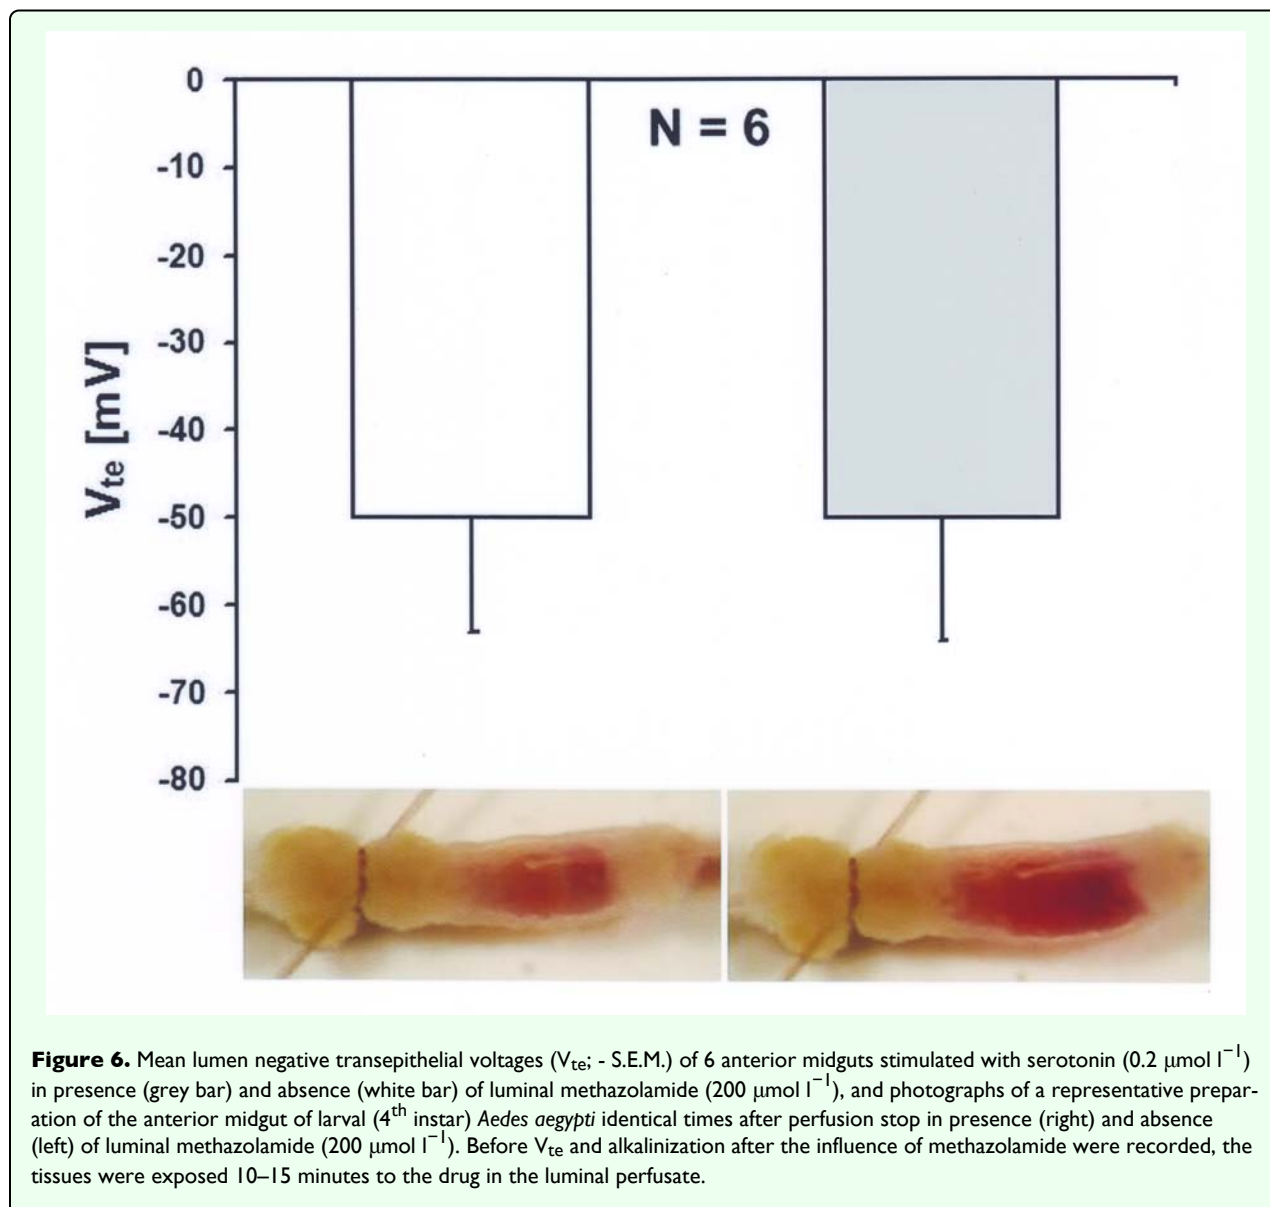 0
N = 6
-10
-20
-30
-40
-50
-60
-70
-80
Vte [mV]
Figure 6. Mean lumen negative transepithelial voltages (Vte; - S.E.M.) of 6 anterior midguts stimulated with serotonin (0.2 μmol l−1)
in presence (grey bar) and absence (white bar) of luminal methazolamide (200 μmol l−1), and photographs of a representative prepar-
ation of the anterior midgut of larval (4th instar) Aedes aegypti identical times after perfusion stop in presence (right) and absence
(left) of luminal methazolamide (200 μmol l−1). Before Vte and alkalinization after the influence of methazolamide were recorded, the
tissues were exposed 10–15 minutes to the drug in the luminal perfusate.